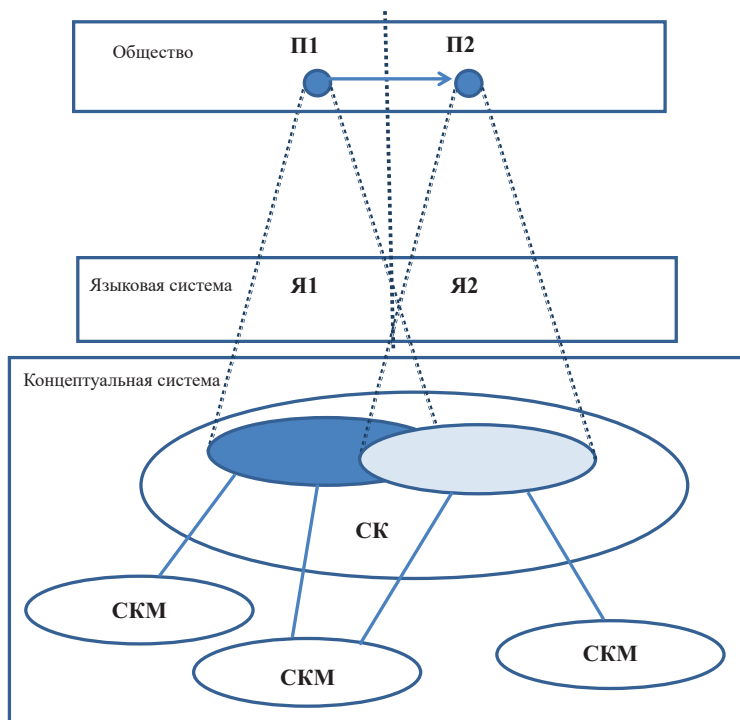 Общество
П1
П2
Языковая система
Я1
Я2
Концептуальная система
СК
СКМ
СКМ
СКМ